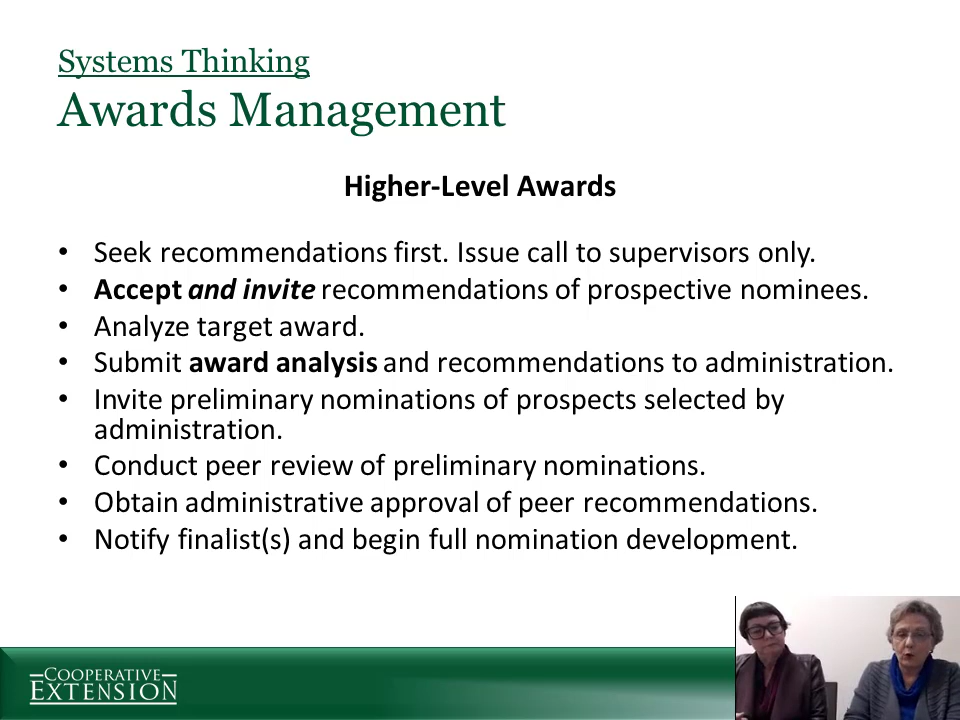 Systems Thinking
Awards Management
Higher-Level Awards
• Seek recommendations first. Issue call to supervisors only.
• Accept and invite recommendations of prospective nominees.
• Analyze target award.
• Submit award analysis and recommendations to administration.
• Invite preliminary nominations of prospects selected by
administration.
• Conduct peer review of preliminary nominations.
• Obtain administrative approval of peer recommendations.
• Notify finalist(s) and begin full nomination development.
COOPERATIVE
EXTENSION